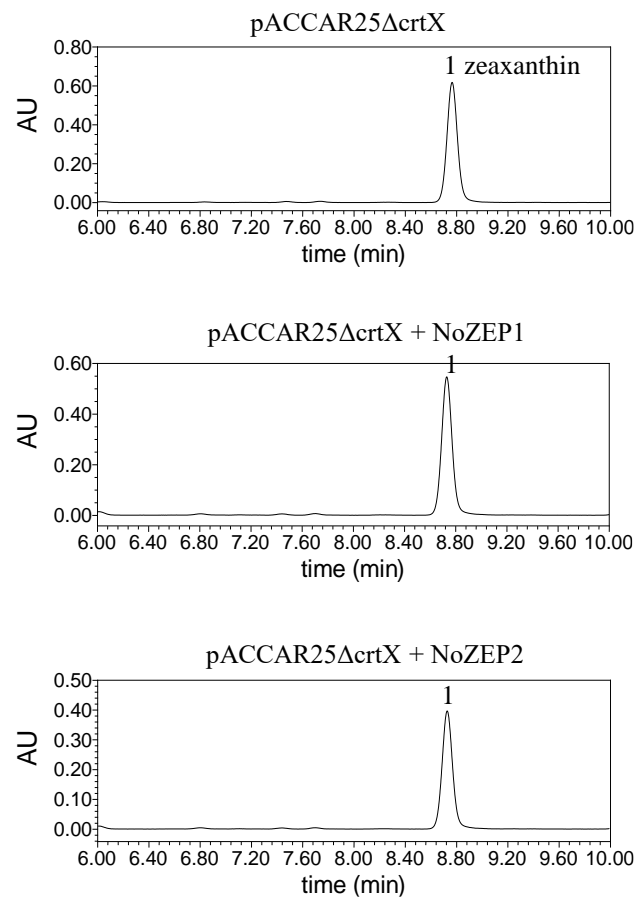 pACCAR25ΔcrtX
1 zeaxanthin
AU
0.80
0.60
0.40
0.20
0.00
6.00 6.40 6.80 7.20 7.60 8.00 8.40 8.80 9.20 9.60 10.00
time (min)
pACCAR25ΔcrtX + NoZEP1
1
AU
0.60
0.40
0.20
0.00
6.00 6.40 6.80 7.20 7.60 8.00 8.40 8.80 9.20 9.60 10.00
time (min)
pACCAR25ΔcrtX + NoZEP2
1
AU
0.50
0.40
0.30
0.20
0.10
0.00
6.00 6.40 6.80 7.20 7.60 8.00 8.40 8.80 9.20 9.60 10.00
time (min)